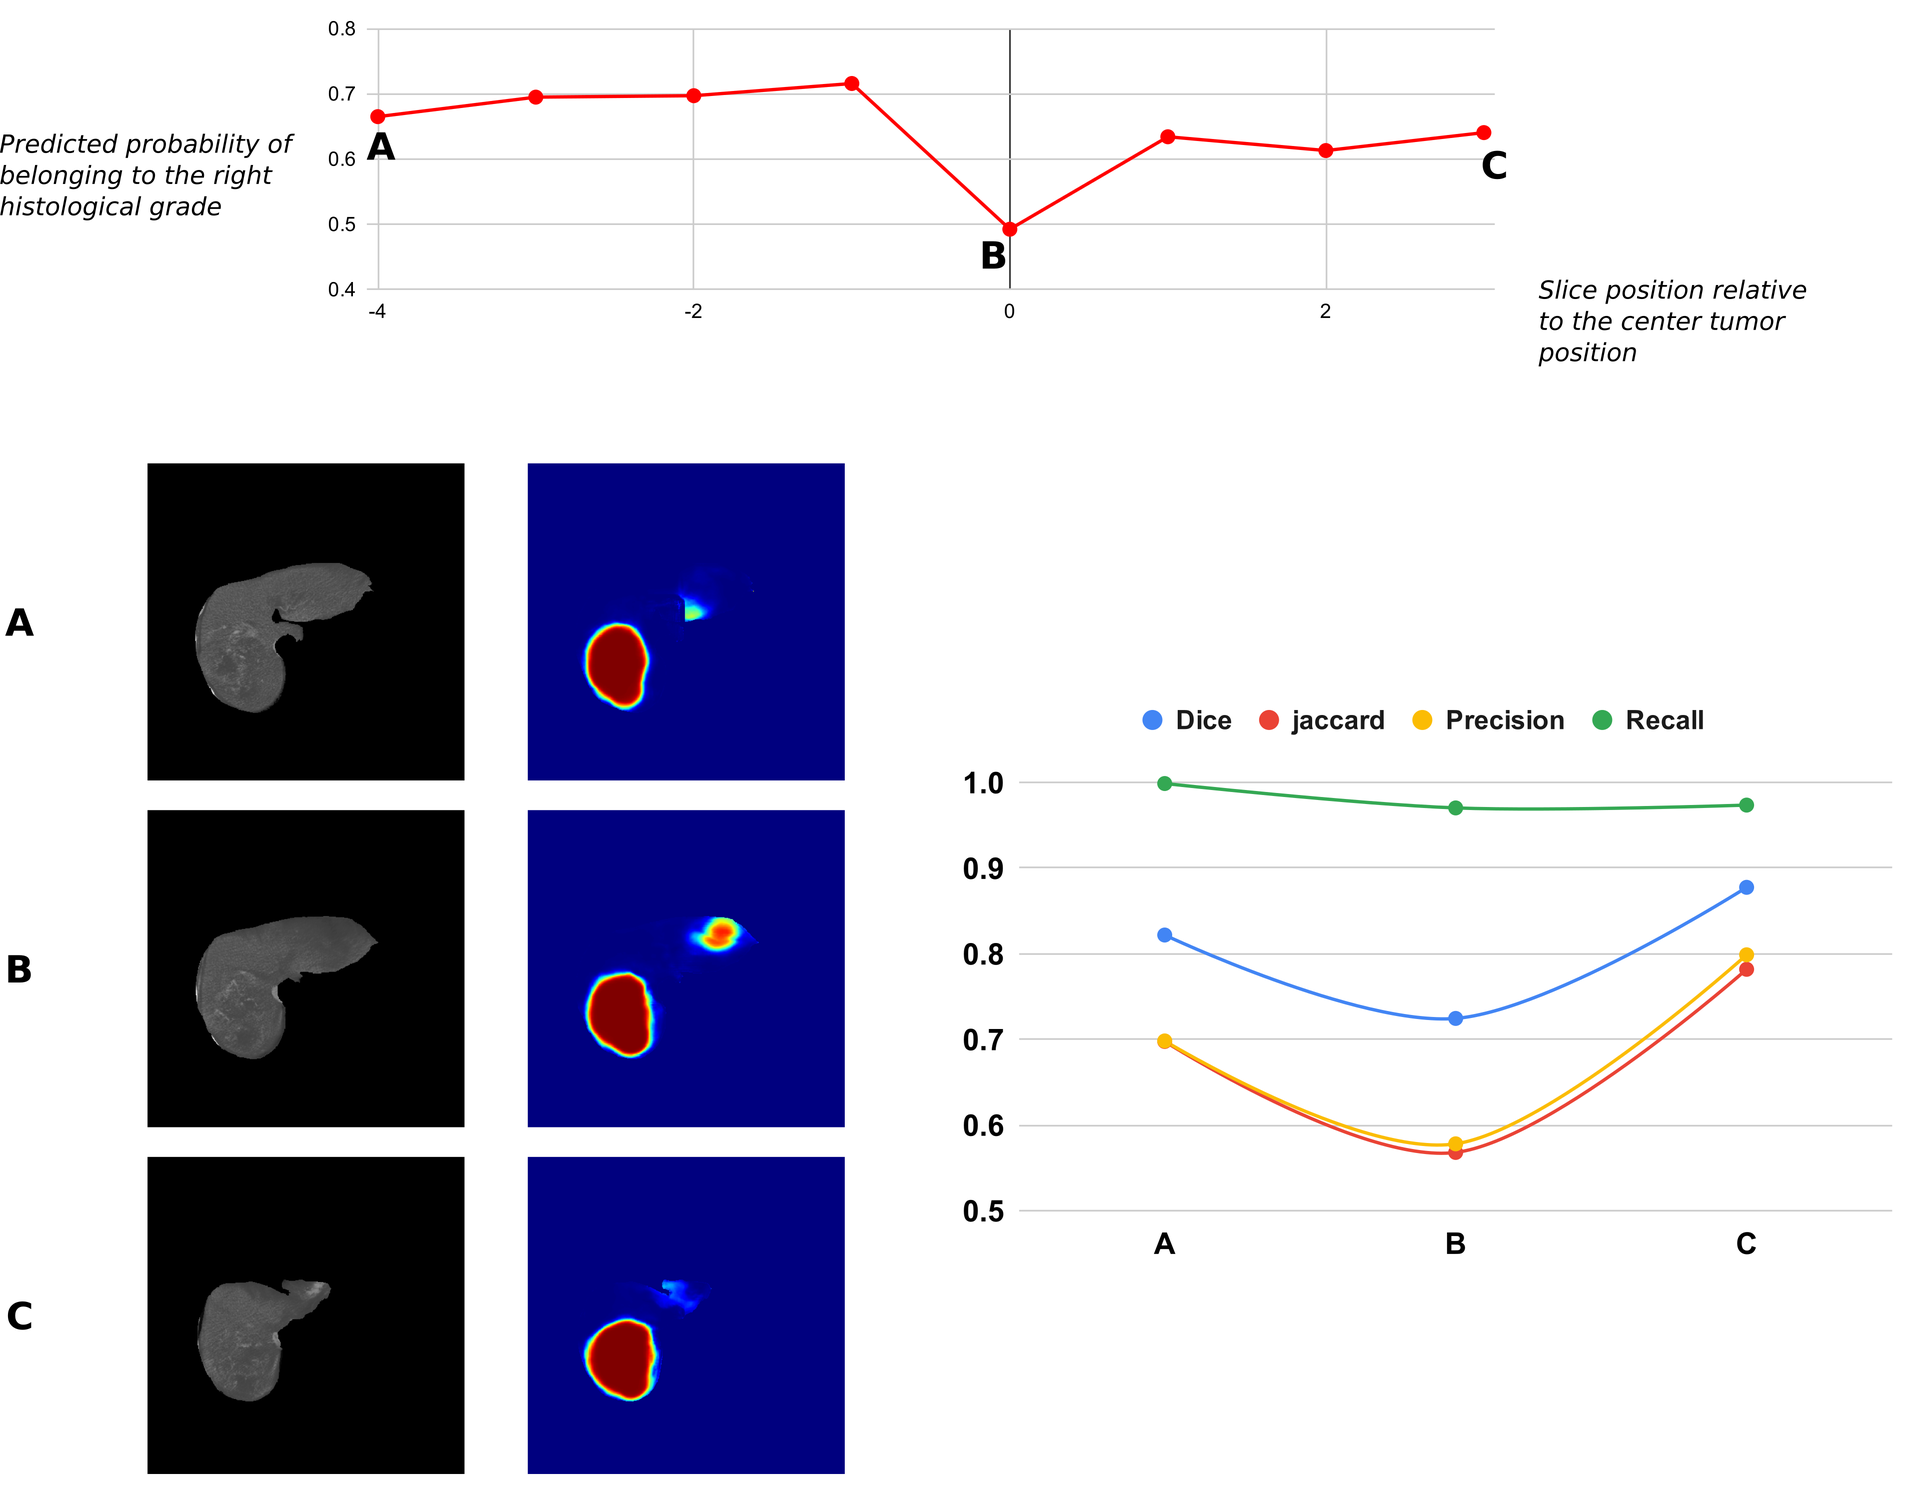 0.8
0.7
0.6
0.5
0.4
-4
-2
0
2
A
B
C
Predicted probability of
belonging to the right
histological grade
Slice position relative
to the center tumor
position
A
B
C
Dice
jaccard
Precision
Recall
1.0
0.9
0.8
0.7
0.6
0.5
A
B
C